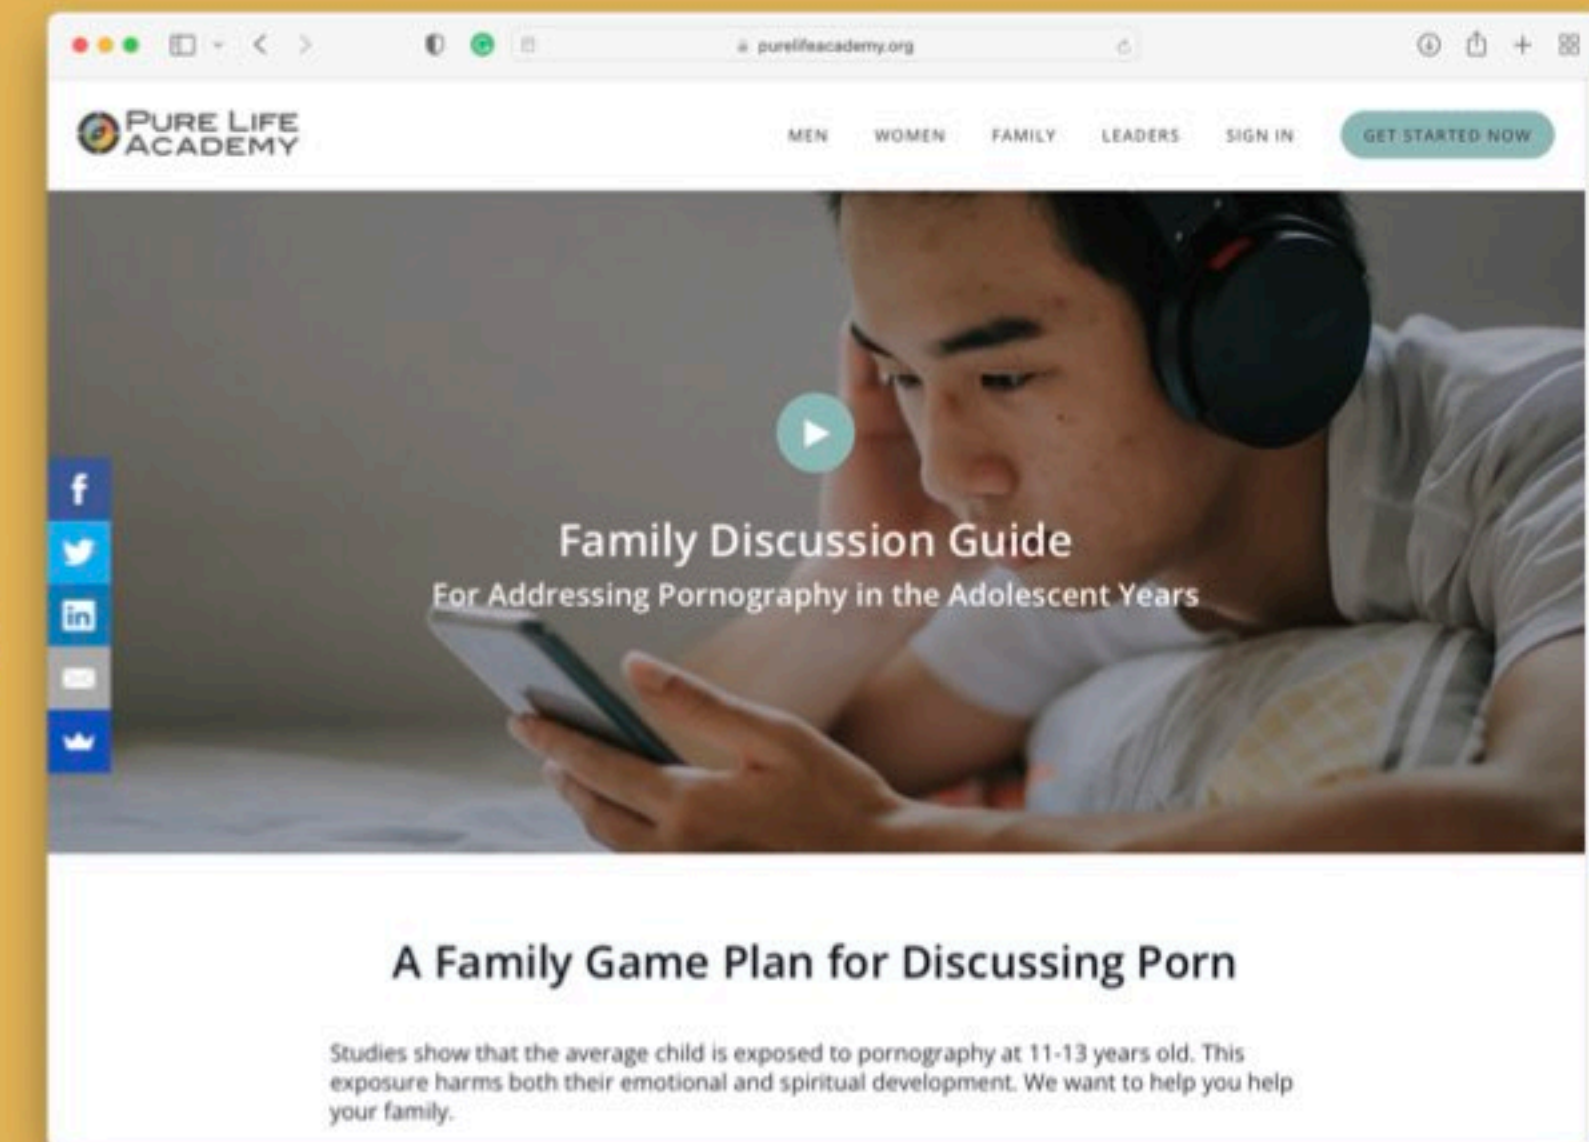 purelifeacademy.org
PURE LIFE
ACADEMY
MEN WOMEN FAMILY LEADERS SIGN IN GET STARTED NOW
f
in
Family Discussion Guide
For Addressing Pornography in the Adolescent Years
A Family Game Plan for Discussing Porn
Studies show that the average child is exposed to pornography at 11-13 years old. This
exposure harms both their emotional and spiritual development. We want to help you help
your family.